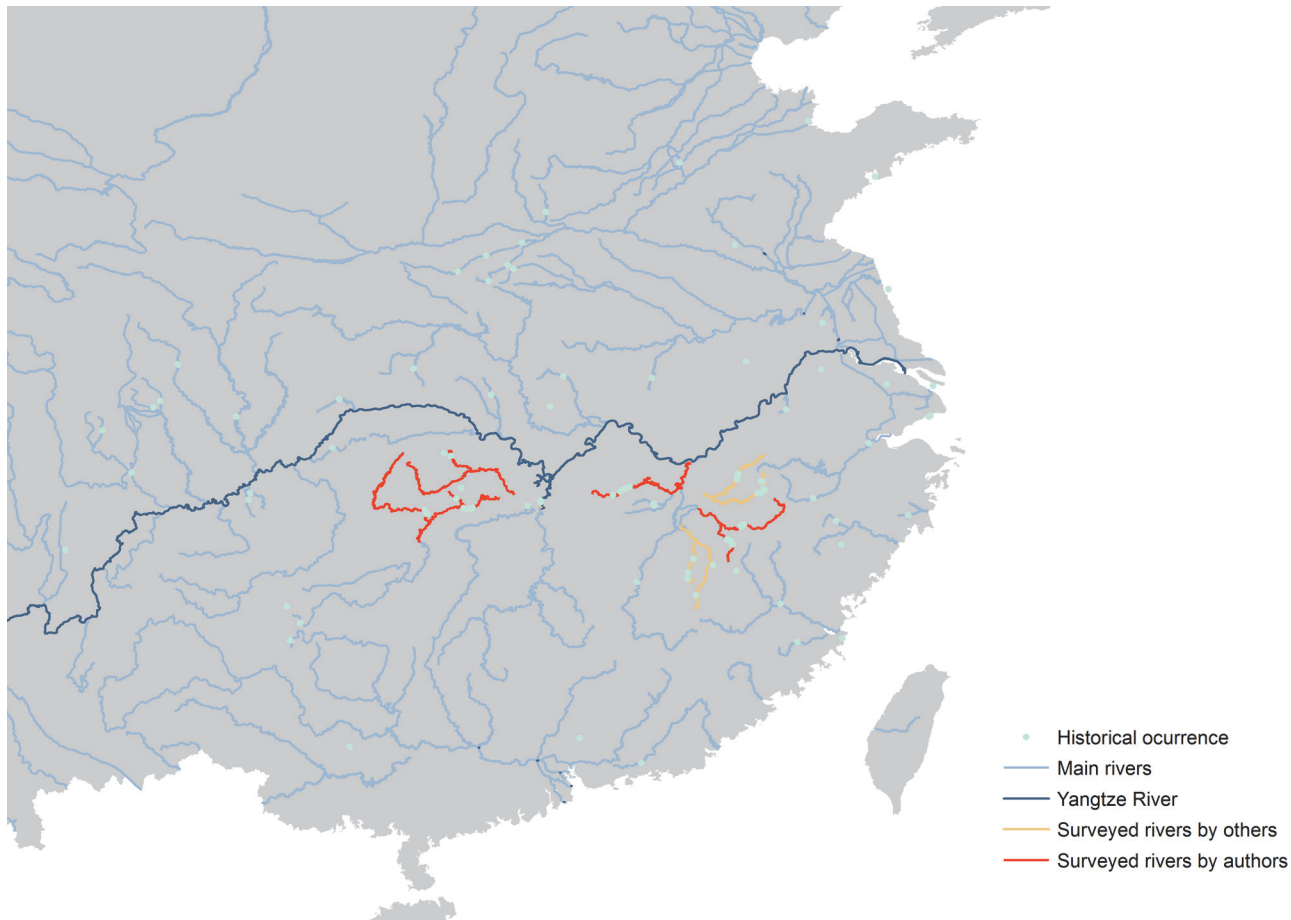 Historical ocurrence
Main rivers
Yangtze River
Surveyed rivers by others
Surveyed rivers by authors